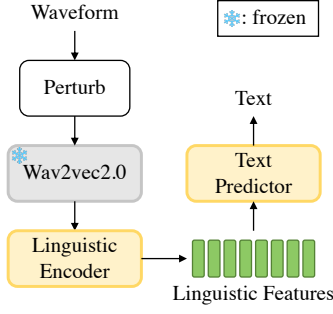 Waveform
: frozen
Perturb
Text
Wav2vec2.0
Text
Predictor
Linguistic
Encoder
Linguistic Features